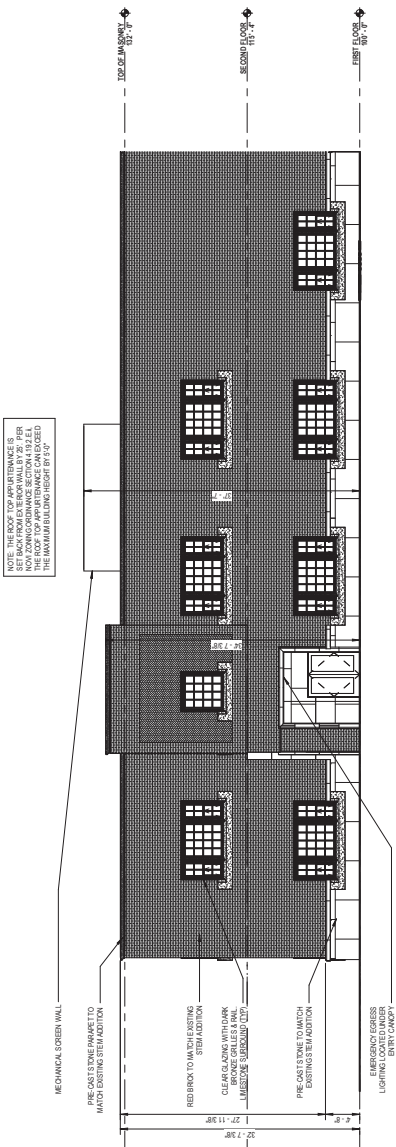 NOTE: THE ROOF TOP APPURTENANCE IS
SET BACK FROM EXTERIOR WALL BY 25'. PER
NOVI ZONING ORDINANCE SECTION 4.19.2.E.i.
THE ROOF TOP APPURTENANCE CAN EXCEED
THE MAXIMUM BUILDING HEIGHT BY 5'-0"
MECHANICAL SCREEN WALL
PRE-CAST STONE PARAPET TO
MATCH EXISTING STEM ADDITION
RED BRICK TO MATCH EXISTING
STEM ADDITION
CLEAR GLAZING WITH DARK
BRONZE GRILLES & RAIL.
LIMESTONE SURROUND (TYP)
PRE-CAST STONE TO MATCH
EXISTING STEM ADDITION
EMERGENCY EGRESS
LIGHTING LOCATED UNDER
ENTRY CANOPY
32' - 7 3/8"
27' - 11 3/8"
4' - 8"
34' - 7 3/8"
37' - 7"
TOP OF MASONRY
132' - 0"
SECOND FLOOR
115' - 4"
FIRST FLOOR
100' - 0"